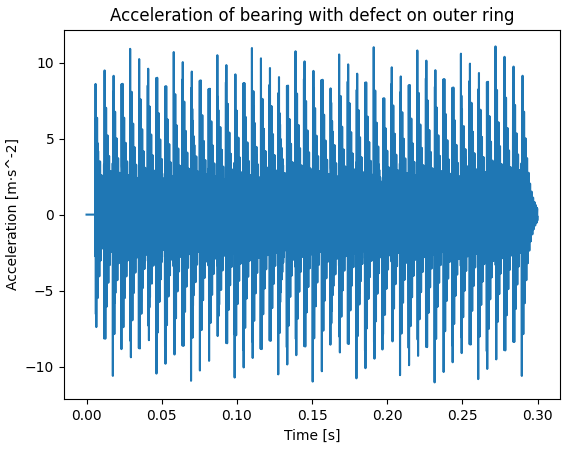 Acceleration of bearing with defect on outer ring
Acceleration [m·s^-2]
10
5
0
−5
−10
0.00 0.05 0.10 0.15 0.20 0.25 0.30
Time [s]